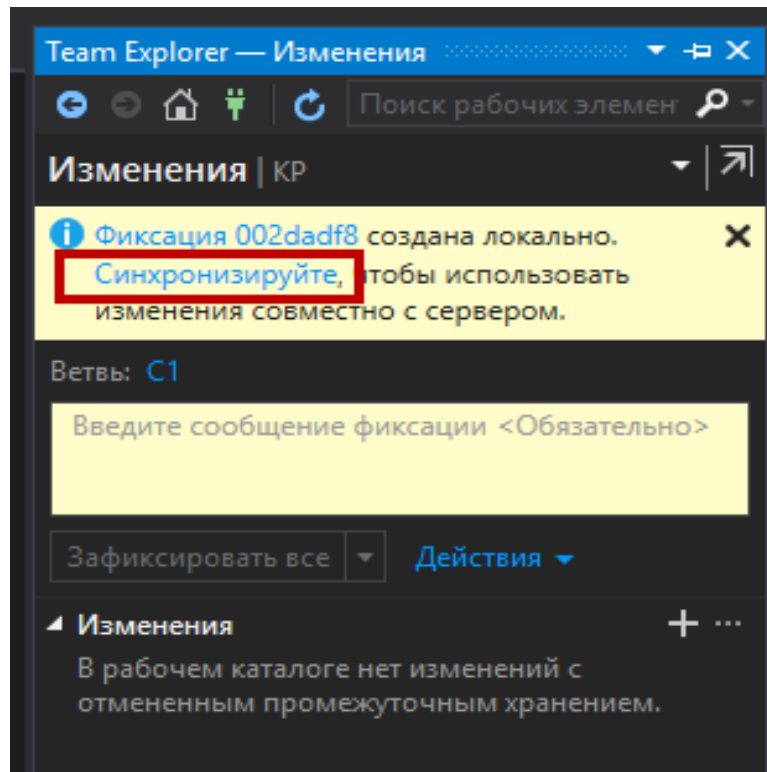 Team Explorer — Изменения
Поиск рабочих элемен
Изменения | КР
Фиксация 002dadf8 создана локально.
Синхронизируйте, чтобы использовать
изменения совместно с сервером.
Ветвь: C1
Введите сообщение фиксации <Обязательно>
Зафиксировать все Действия
Изменения
В рабочем каталоге нет изменений с
отмененным промежуточным хранением.